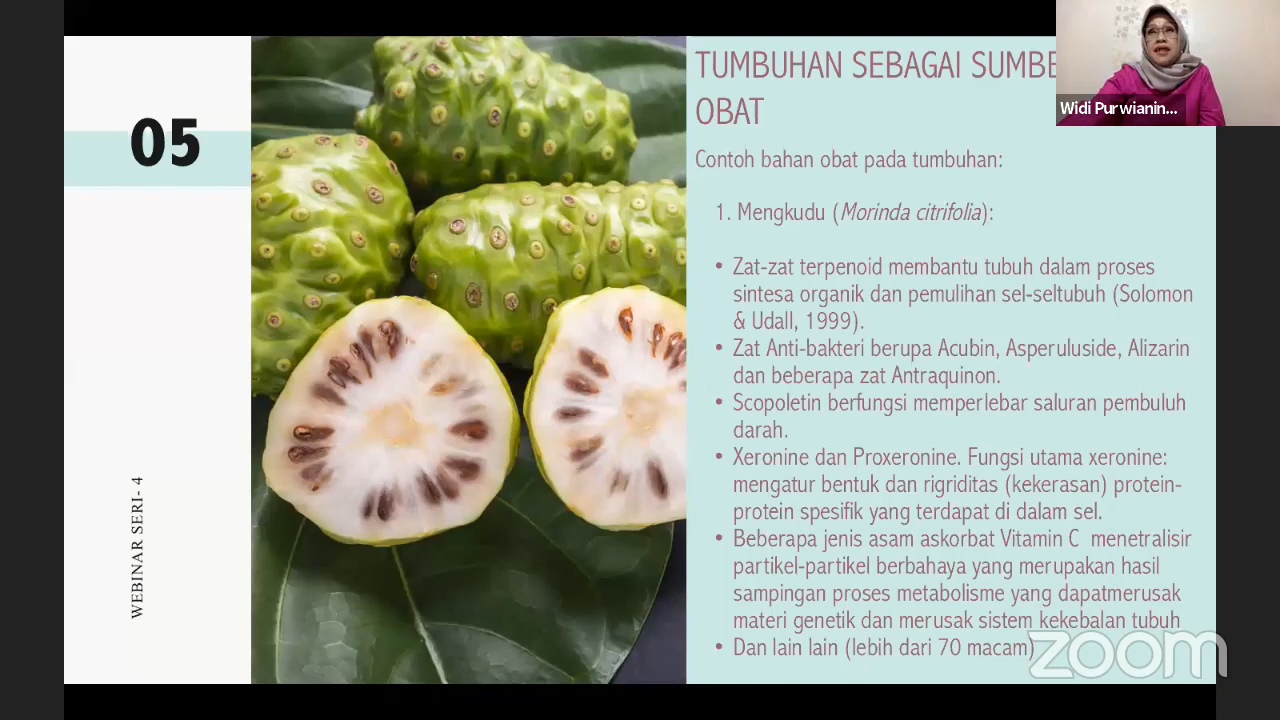 05
WEBINAR SERI- 4
TUMBUHAN SEBAGAI SUMBE
OBAT
Contoh bahan obat pada tumbuhan:
1. Mengkudu (Morinda citrifolia):
• Zat-zat terpenoid membantu tubuh dalam proses
sintesa organik dan pemulihan sel-seltubuh (Solomon
& Udall, 1999).
• Zat Anti-bakteri berupa Acubin, Asperuluside, Alizarin
dan beberapa zat Antraquinon.
• Scopoletin berfungsi memperlebar saluran pembuluh
darah.
• Xeronine dan Proxeronine. Fungsi utama xeronine:
mengatur bentuk dan rigriditas (kekerasan) protein-
protein spesifik yang terdapat di dalam sel.
• Beberapa jenis asam askorbat Vitamin C menetralisir
partikel-partikel berbahaya yang merupakan hasil
sampingan proses metabolisme yang dapatmerusak
materi genetik dan merusak sistem kekebalan tubuh
• Dan lain lain (lebih dari 70 macam)
Widi Purwianin...
zoom